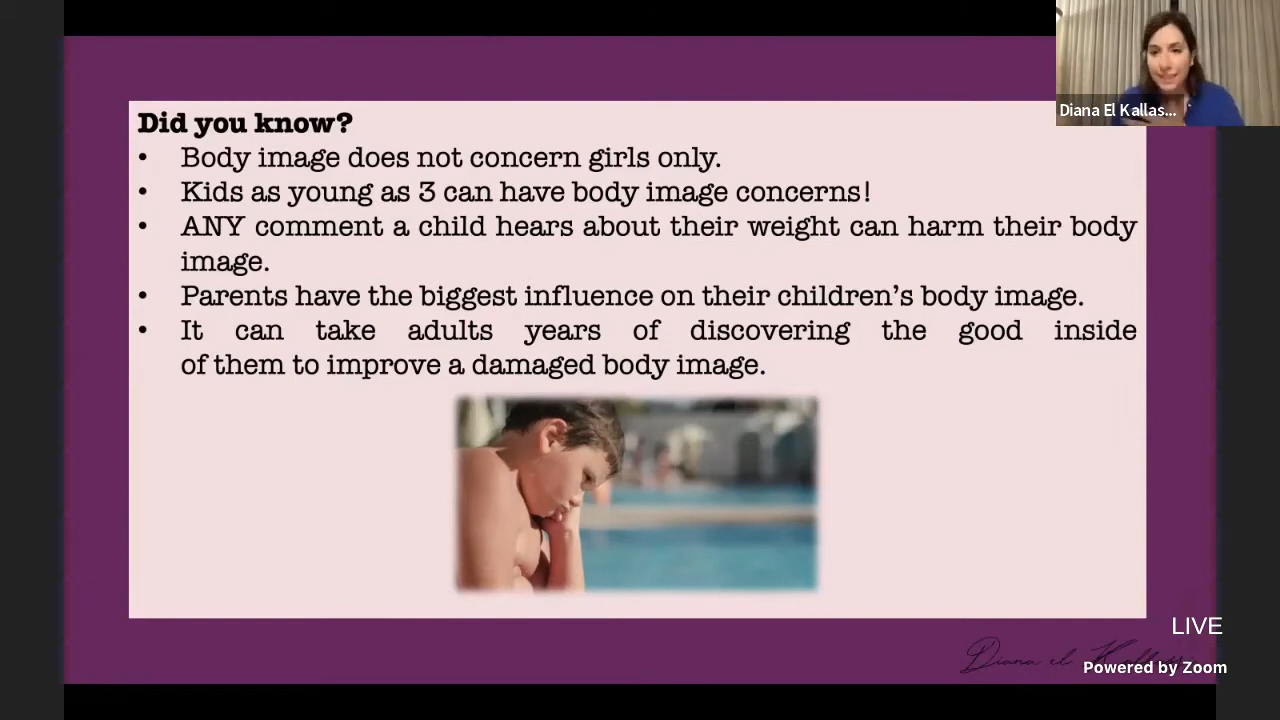 Did you know?
• Body image does not concern girls only.
• Kids as young as 3 can have body image concerns!
• ANY comment a child hears about their weight can harm their body
image.
• Parents have the biggest influence on their children’s body image.
• It can take adults years of discovering the good inside
of them to improve a damaged body image.
Diana El Kallas...
LIVE
Diana el
Powered by Zoom